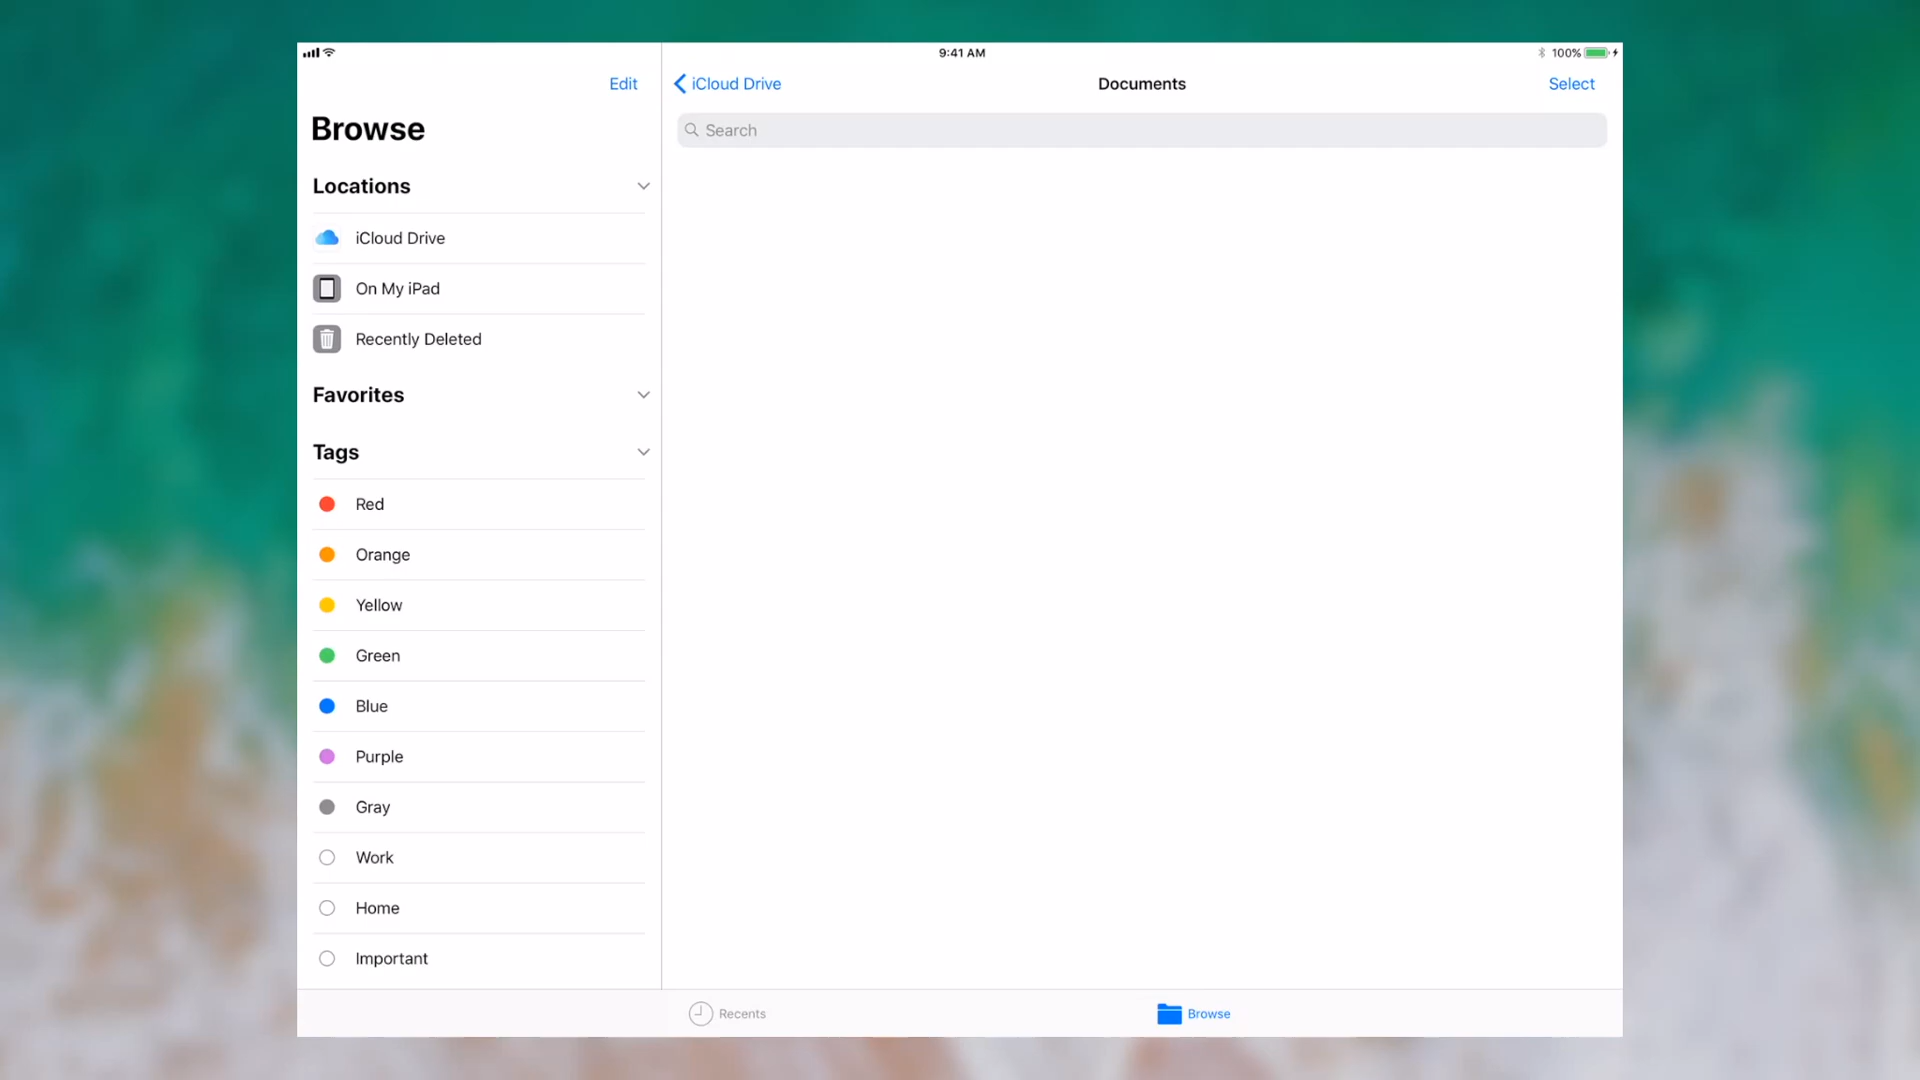 9:41 AM
100%
Edit
iCloud Drive
Documents
Select
Browse
Search
Locations
iCloud Drive
On My iPad
Recently Deleted
Favorites
Tags
Red
Orange
Yellow
Green
Blue
Purple
Gray
Work
Home
Important
Recents
Browse